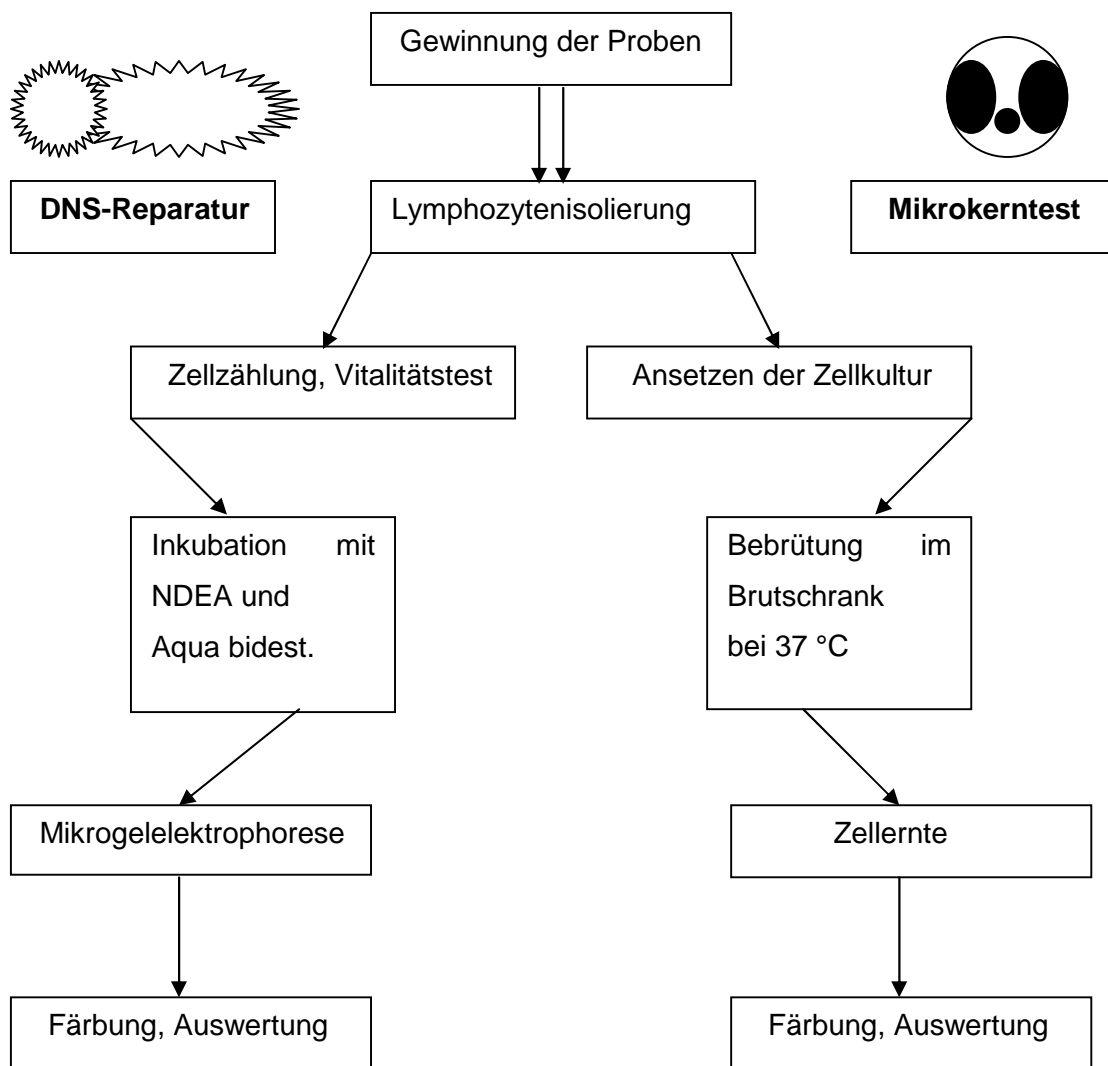 Gewinnung der Proben
DNS-Reparatur
Lymphozytenisolierung
Mikrokerntest
Zellzählung, Vitalitätstest
Ansetzen der Zellkultur
Inkubation mit
NDEA und
Aqua bidest.
Bebrütung im
Brutschrank
bei 37 °C
Mikrogelelektrophorese
Zellernte
Färbung, Auswertung
Färbung, Auswertung